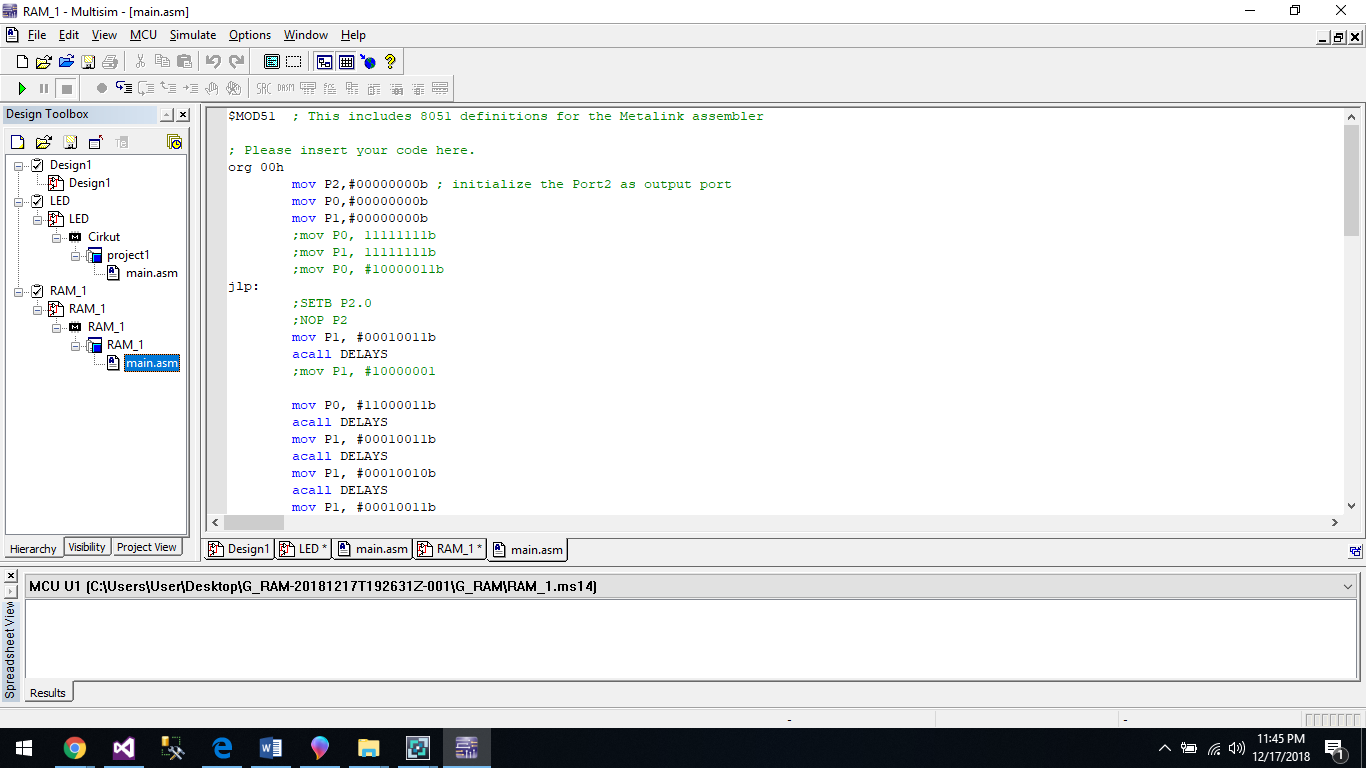 RAM_1 - Multisim - [main.asm]
File Edit View MCU Simulate Options Window Help
Design Toolbox
Design1
Design1
LED
LED
Cirkut
project1
main.asm
RAM_1
RAM_1
RAM_1
RAM_1
main.asm
Hierarchy Visibility Project View
$MOD51 ; This includes 8051 definitions for the Metalink assembler
; Please insert your code here.
org 00h
mov P2,#00000000b ; initialize the Port2 as output port
mov P0,#00000000b
mov P1,#00000000b
;mov P0, 11111111b
;mov P1, 11111111b
;mov P0, #10000011b
jlp:
;SETB P2.0
;NOP P2
mov P1, #00010011b
acall DELAYS
;mov P1, #10000001
mov P0, #11000011b
acall DELAYS
mov P1, #00010011b
acall DELAYS
mov P1, #00010010b
acall DELAYS
mov P1, #00010011b
Design1 LED * main.asm RAM_1 * main.asm
MCU U1 (C:\Users\User\Desktop\G_RAM-20181217T192631Z-001\G_RAM\RAM_1.ms14)
Spreadsheet View
Results
- -
11:45 PM
12/17/2018
1